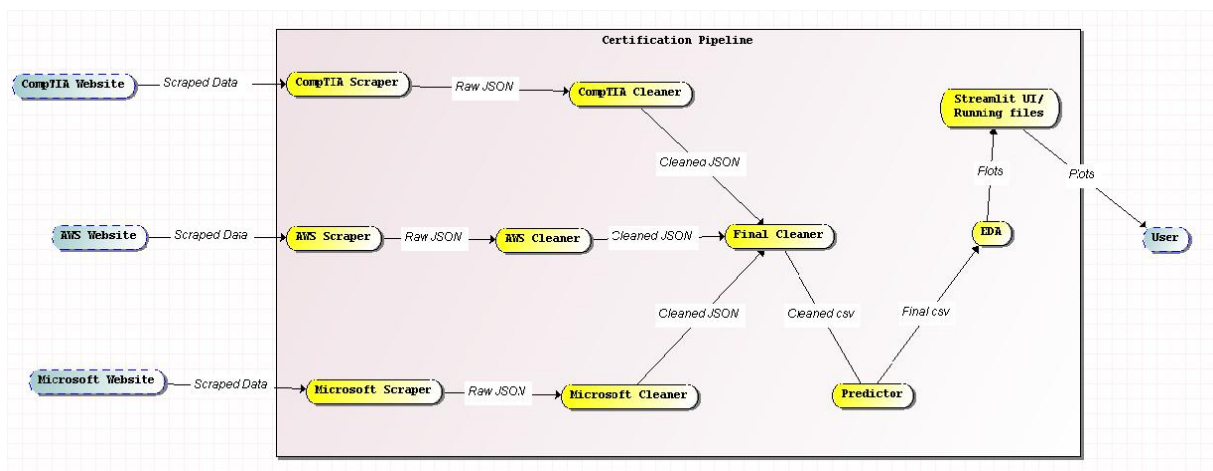 Certification Pipeline
CompTIA Website
Scraped Data
CompTIA Scraper
Raw JSON
CompTIA Cleaner
Streamlit UI/
Running files
Cleaned JSON
Plots
Plots
AWS Website
Scraped Data
AWS Scraper
Raw JSON
AWS Cleaner
Cleaned JSON
Final Cleaner
EDA
User
Cleaned JSON
Cleaned csv
Final csv
Microsoft Website
Scraped Data
Microsoft Scraper
Raw JSON
Microsoft Cleaner
Predictor